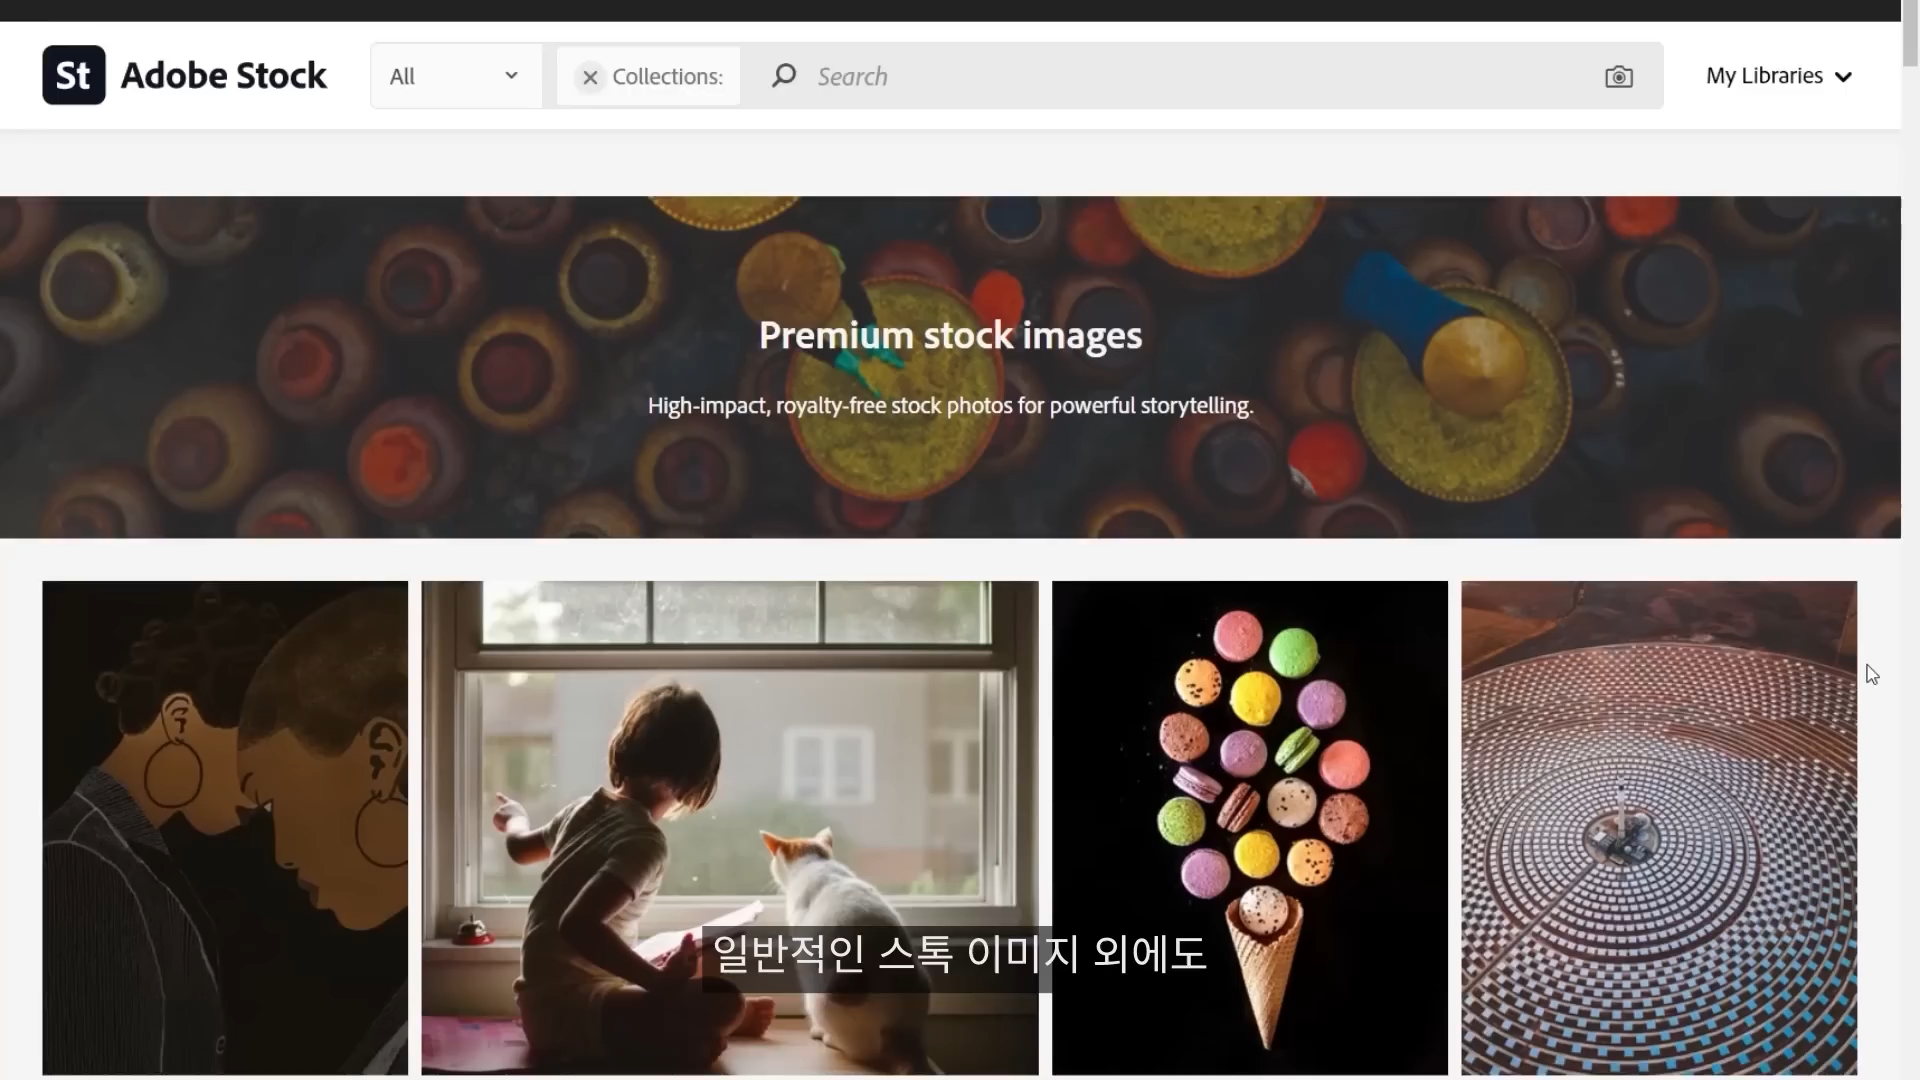 St Adobe Stock
All
Collections:
Search
My Libraries
Premium stock images
High-impact, royalty-free stock photos for powerful storytelling.
일반적인 스톡 이미지 외에도